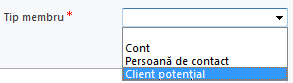 Tip membru *
Cont
Persoană de contact
Client potențial